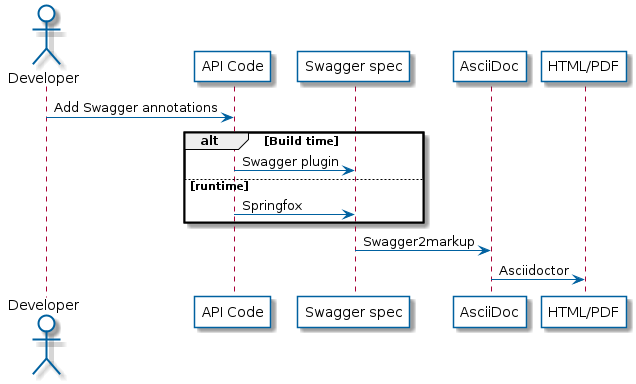 Developer
API Code
Swagger spec
AsciiDoc
HTML/PDF
Add Swagger annotations
alt [Build time]
Swagger plugin
[runtime]
Springfox
Swagger2markup
Asciidoctor
Developer
API Code
Swagger spec
AsciiDoc
HTML/PDF